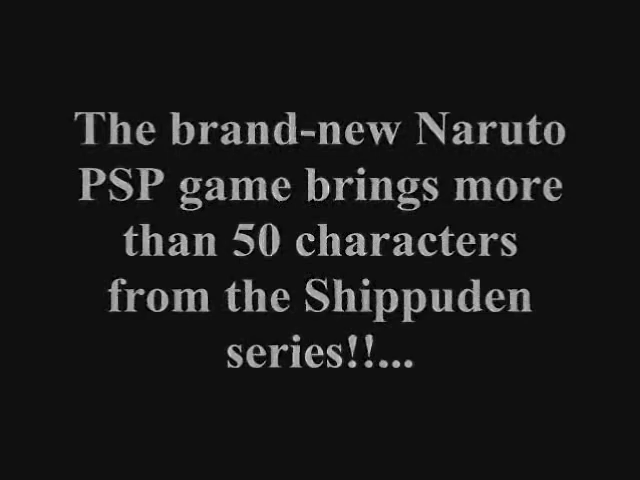 The brand-new Naruto
PSP game brings more
than 50 characters
from the Shippuden
series!!...